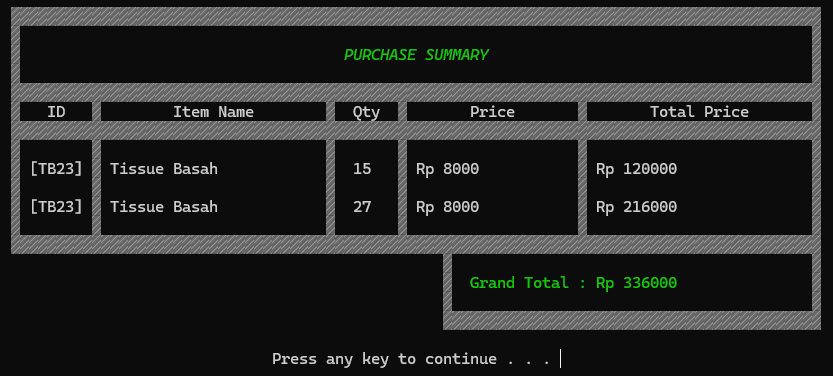 PURCHASE SUMMARY
ID Item Name Qty Price Total Price
[TB23] Tissue Basah 15 Rp 8000 Rp 120000
[TB23] Tissue Basah 27 Rp 8000 Rp 216000
Grand Total : Rp 336000
Press any key to continue . . .